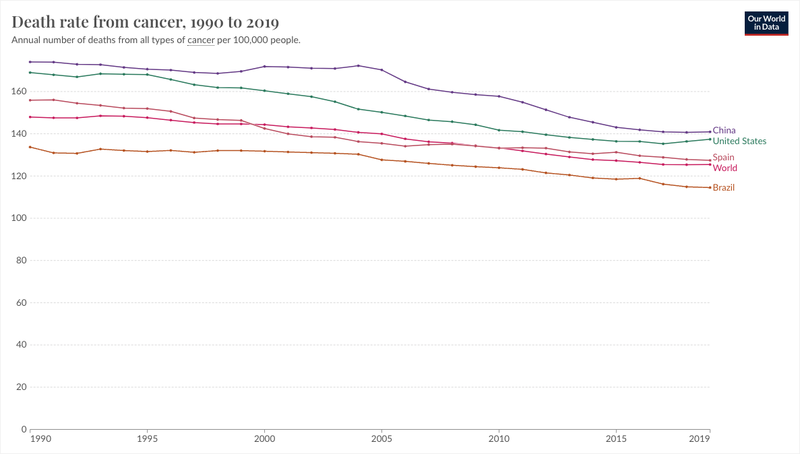 Death rate from cancer, 1990 to 2019
Annual number of deaths from all types of cancer per 100,000 people.
Our World
in Data
160
140
120
100
80
60
40
20
0
1990
1995
2000
2005
2010
2015
2019
China
United States
Spain
World
Brazil